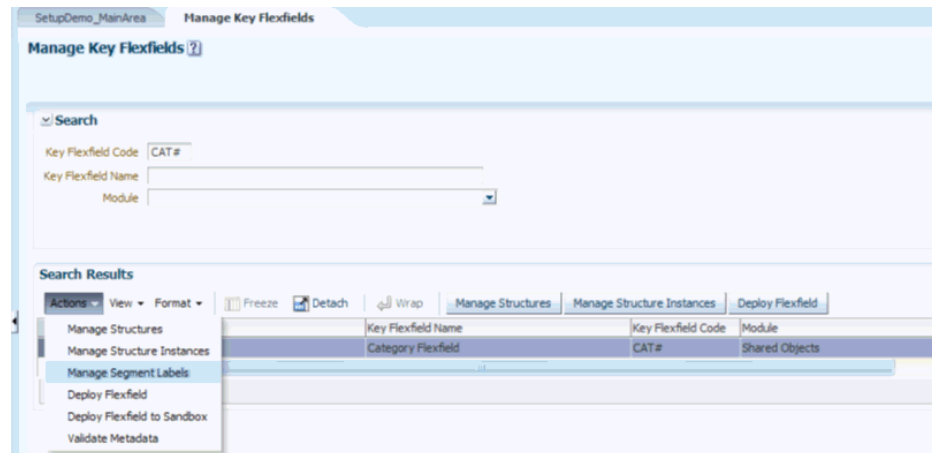 SetupDemo_MainArea Manage Key Flexfields
Manage Key Flexfields ?
Search
Key Flexfield Code CAT#
Key Flexfield Name
Module
Search Results
Actions View Format Freeze Detach Wrap Manage Structures Manage Structure Instances Deploy Flexfield
Key Flexfield Name Key Flexfield Code Module
Category Flexfield CAT# Shared Objects
Manage Structures
Manage Structure Instances
Manage Segment Labels
Deploy Flexfield
Deploy Flexfield to Sandbox
Validate Metadata